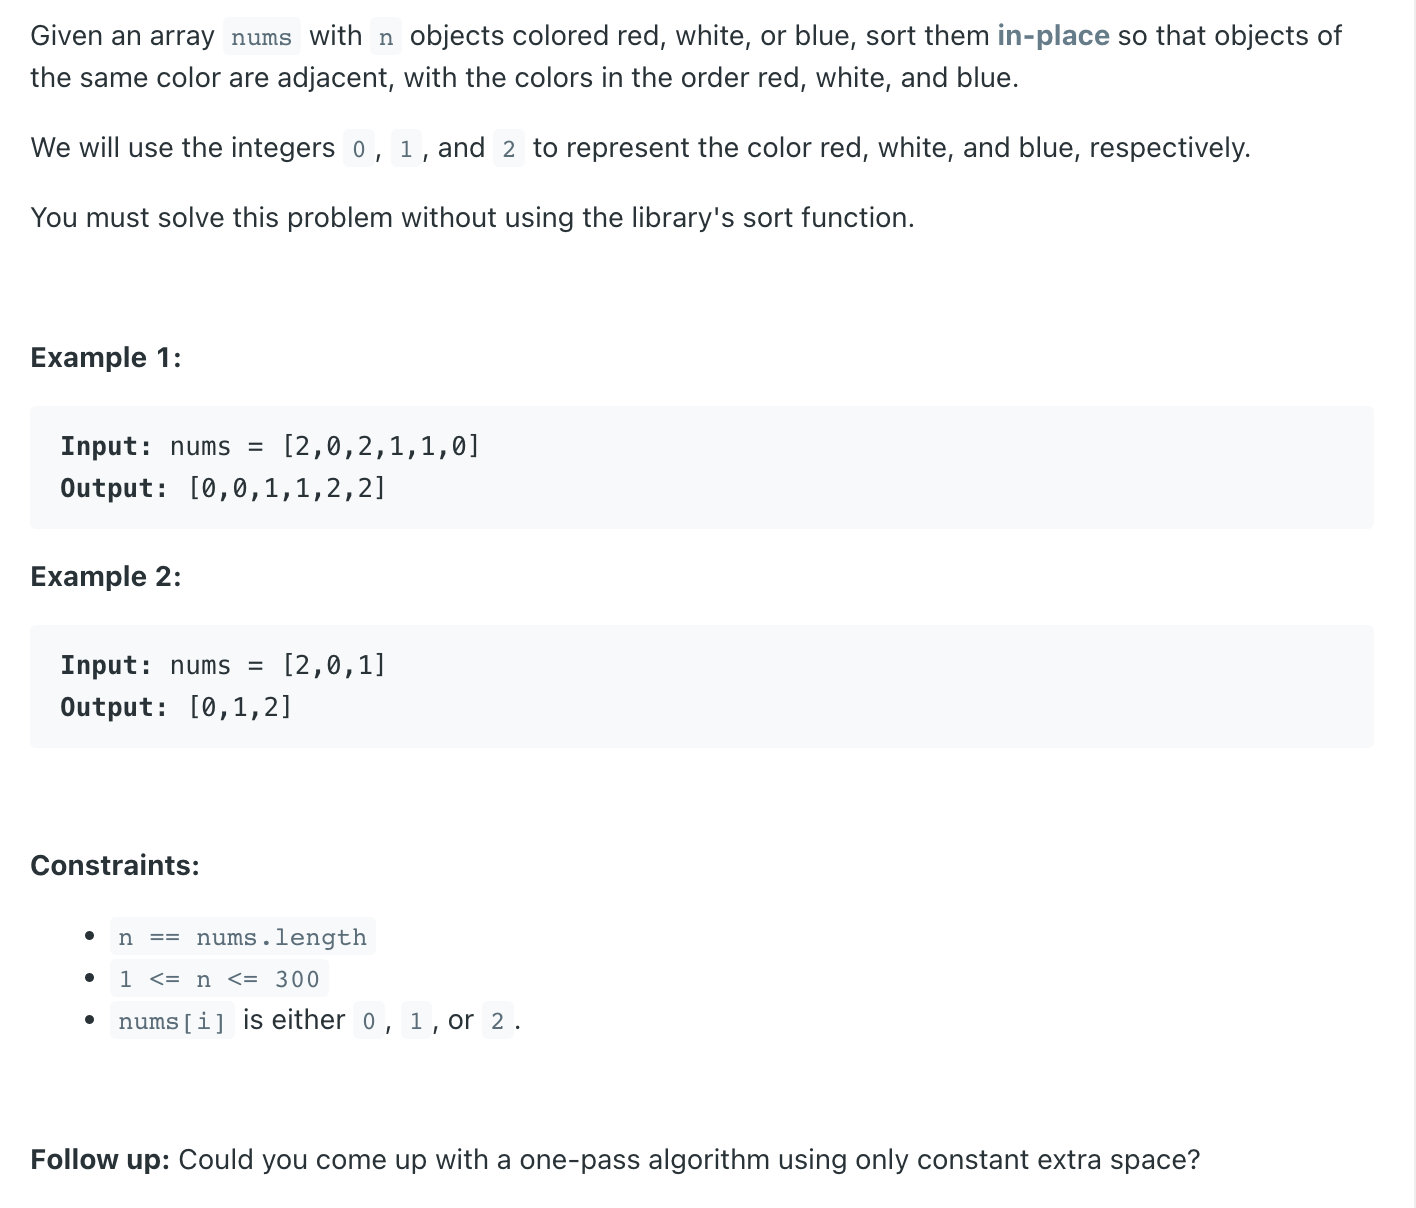 Given an array nums with n objects colored red, white, or blue, sort them in-place so that objects of
the same color are adjacent, with the colors in the order red, white, and blue.
We will use the integers 0, 1, and 2 to represent the color red, white, and blue, respectively.
You must solve this problem without using the library's sort function.
Example 1:
Input: nums = [2,0,2,1,1,0]
Output: [0,0,1,1,2,2]
Example 2:
Input: nums = [2,0,1]
Output: [0,1,2]
Constraints:
• n == nums.length
• 1 <= n <= 300
• nums[i] is either 0, 1, or 2.
Follow up: Could you come up with a one-pass algorithm using only constant extra space?